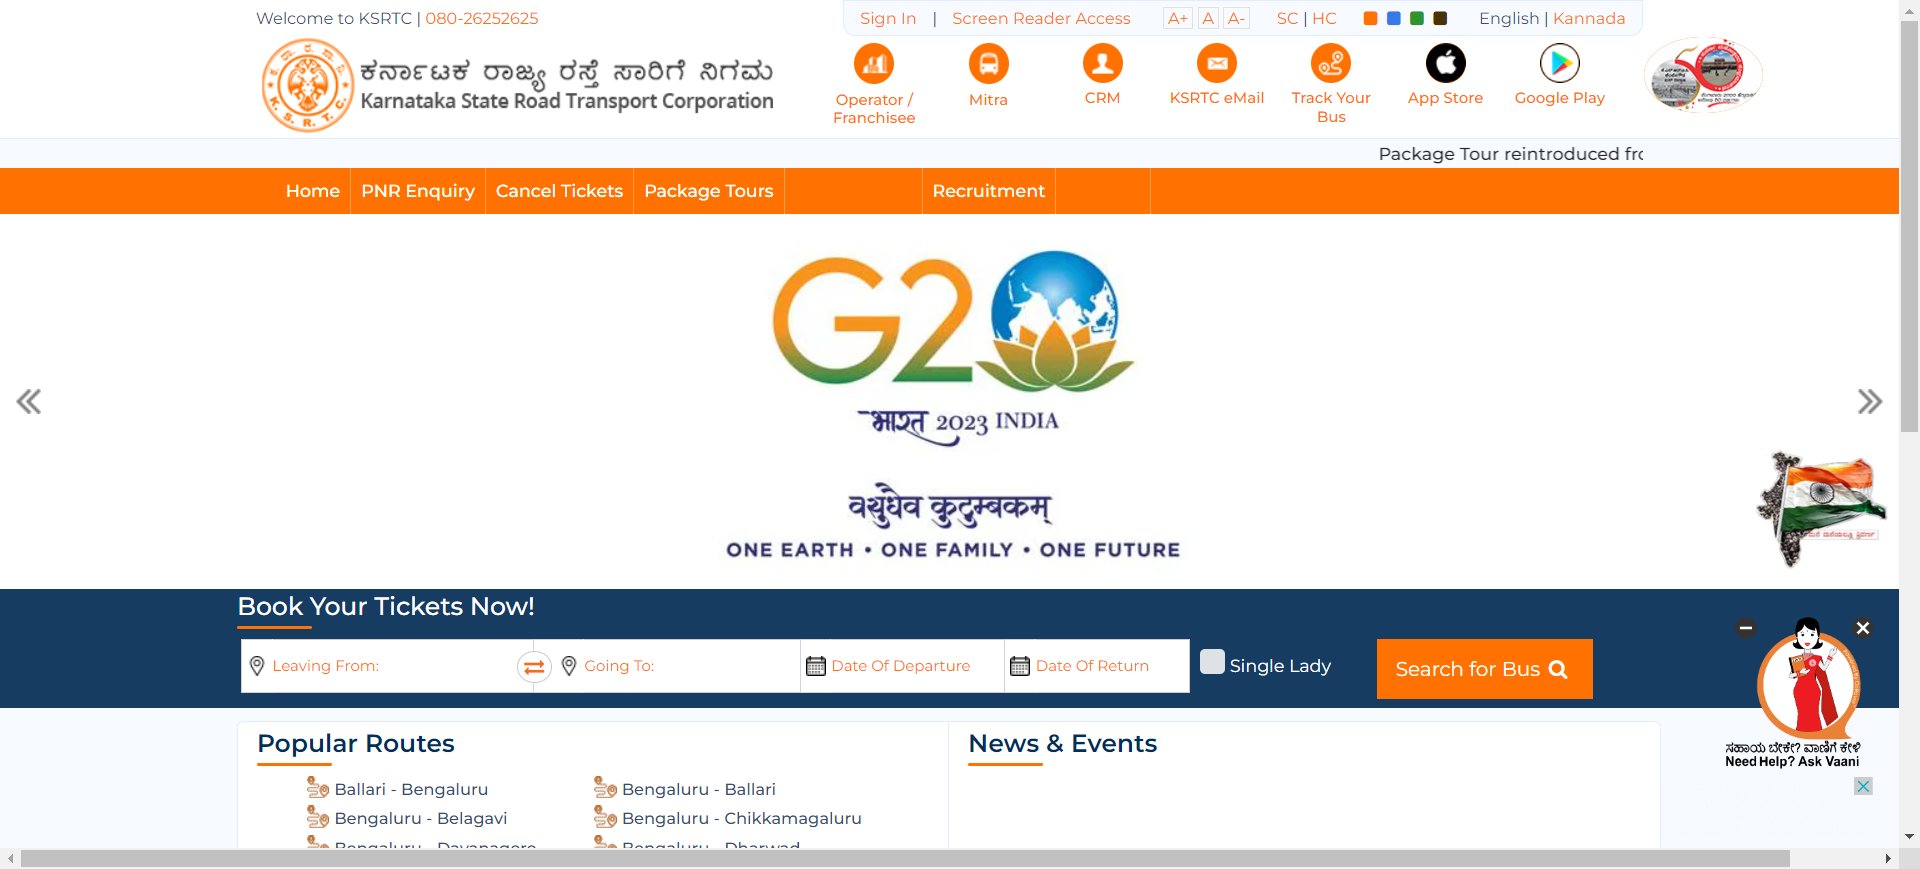 Welcome to KSRTC | 080-26252625
Sign In | Screen Reader Access A+ A A- SC | HC English | Kannada
ಕರ್ನಾಟಕ ರಾಜ್ಯ ರಸ್ತೆ ಸಾರಿಗೆ ನಿಗಮ
Karnataka State Road Transport Corporation
K.S.R.T.C.
Operator / Franchisee
Mitra
CRM
KSRTC eMail
Track Your Bus
App Store
Google Play
Package Tour reintroduced fro
Home PNR Enquiry Cancel Tickets Package Tours Recruitment
G20
भारत 2023 INDIA
वसुधैव कुटुम्बकम्
ONE EARTH • ONE FAMILY • ONE FUTURE
Book Your Tickets Now!
Leaving From: Going To: Date Of Departure Date Of Return Single Lady Search for Bus
ಸಹಾಯ ಬೇಕೇ? ವಾಣಿಗೆ ಕೇಳಿ
Need Help? Ask Vaani
Popular Routes
Ballari - Bengaluru Bengaluru - Ballari
Bengaluru - Belagavi Bengaluru - Chikkamagaluru
Bengaluru - Davanagere Bengaluru - Dharwad
News & Events